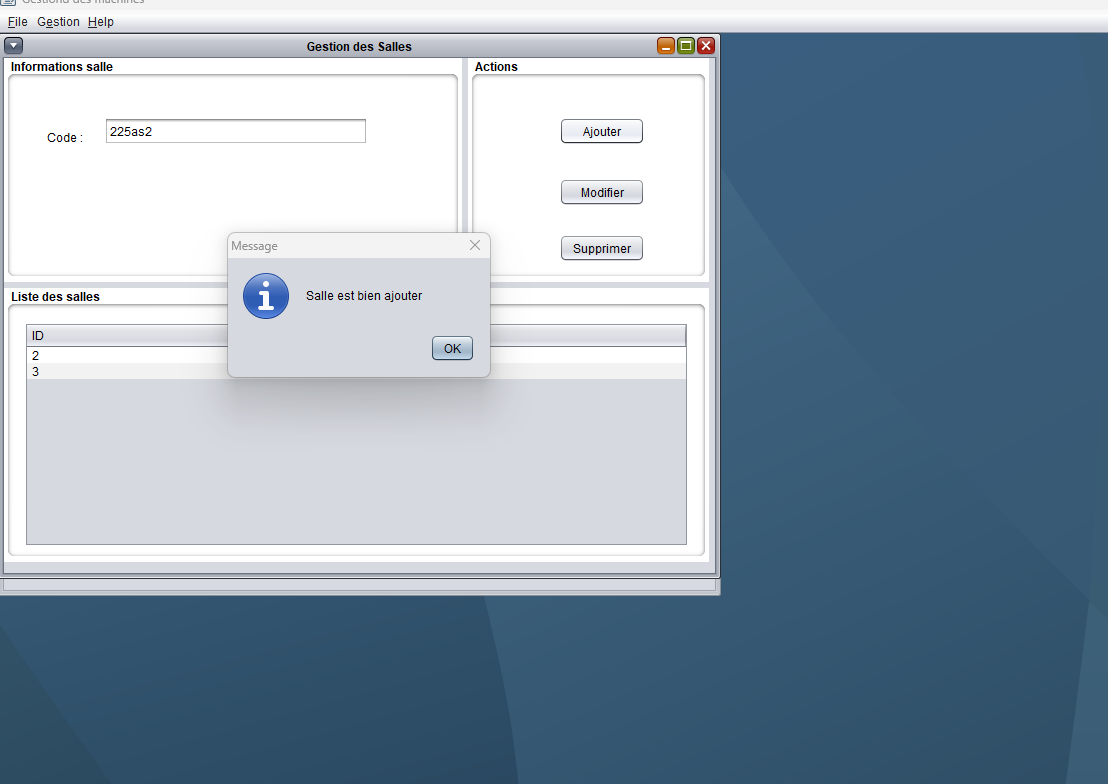 Gestiond des machines
File Gestion Help
Gestion des Salles
Informations salle
Actions
Code :
225as2
Ajouter
Modifier
Supprimer
Message
Salle est bien ajouter
OK
Liste des salles
ID
2
3